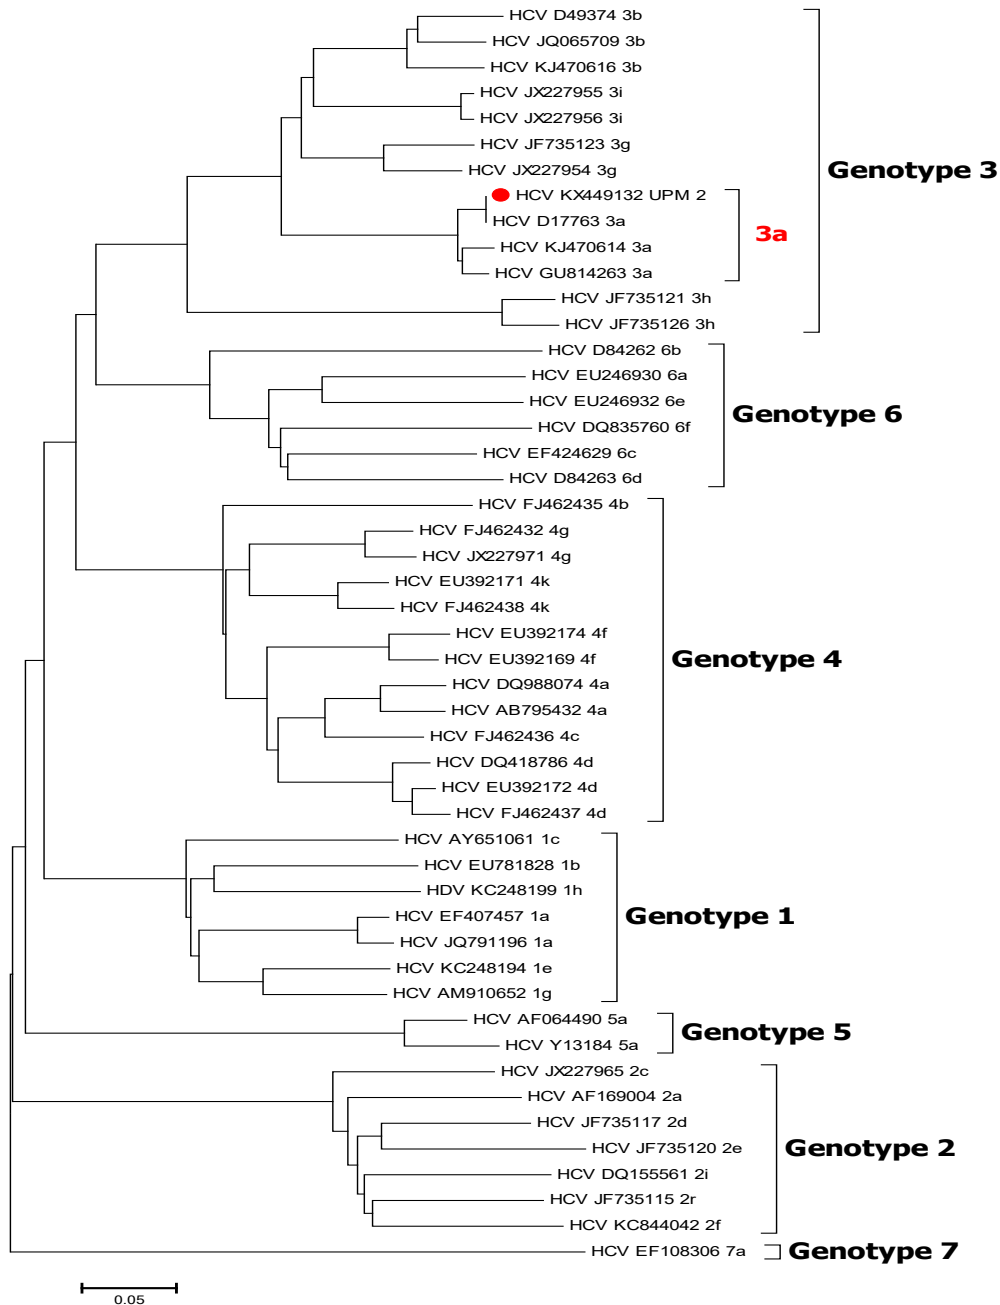 HCV D49374 3b
HCV JQ065709 3b
HCV KJ470616 3b
HCV JX227955 3i
HCV JX227956 3i
HCV JF735123 3g
HCV JX227954 3g
Genotype 3
HCV KX449132 UPM 2
HCV D17763 3a
3a
HCV KJ470614 3a
HCV GU814263 3a
HCV JF735121 3h
HCV JF735126 3h
HCV D84262 6b
HCV EU246930 6a
HCV EU246932 6e
Genotype 6
HCV DQ835760 6f
HCV EF424629 6c
HCV D84263 6d
HCV FJ462435 4b
HCV FJ462432 4g
HCV JX227971 4g
HCV EU392171 4k
HCV FJ462438 4k
HCV EU392174 4f
HCV EU392169 4f
Genotype 4
HCV DQ988074 4a
HCV AB795432 4a
HCV FJ462436 4c
HCV DQ418786 4d
HCV EU392172 4d
HCV FJ462437 4d
HCV AY651061 1c
HCV EU781828 1b
HDV KC248199 1h
HCV EF407457 1a
Genotype 1
HCV JQ791196 1a
HCV KC248194 1e
HCV AM910652 1g
HCV AF064490 5a
Genotype 5
HCV Y13184 5a
HCV JX227965 2c
HCV AF169004 2a
HCV JF735117 2d
HCV JF735120 2e
Genotype 2
HCV DQ155561 2i
HCV JF735115 2r
HCV KC844042 2f
HCV EF108306 7a
Genotype 7
0.05